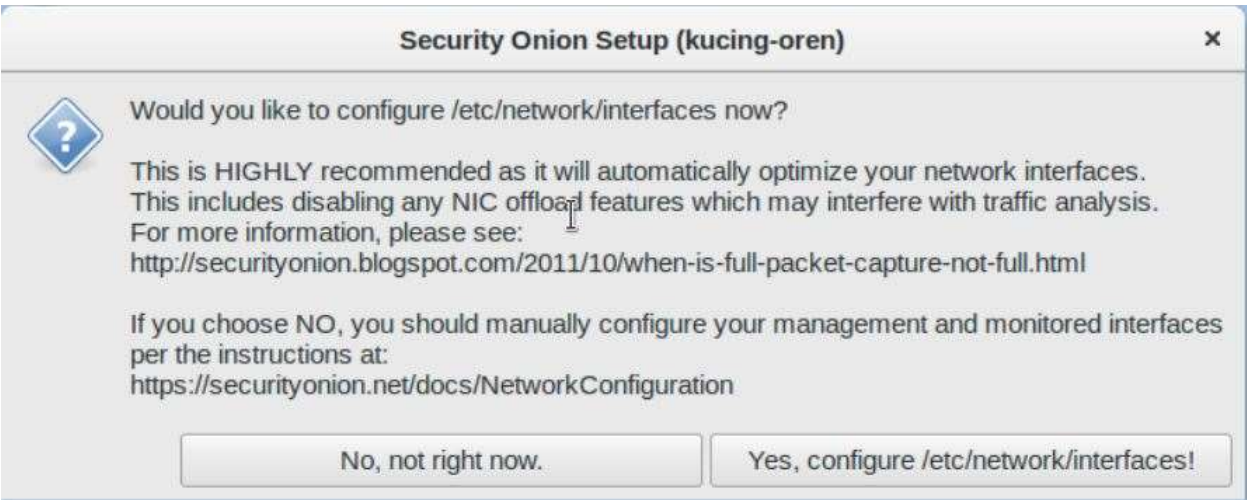 Security Onion Setup (kucing-oren)
Would you like to configure /etc/network/interfaces now?
This is HIGHLY recommended as it will automatically optimize your network interfaces.
This includes disabling any NIC offload features which may interfere with traffic analysis.
For more information, please see:
http://securityonion.blogspot.com/2011/10/when-is-full-packet-capture-not-full.html
If you choose NO, you should manually configure your management and monitored interfaces
per the instructions at:
https://securityonion.net/docs/NetworkConfiguration
No, not right now.
Yes, configure /etc/network/interfaces!